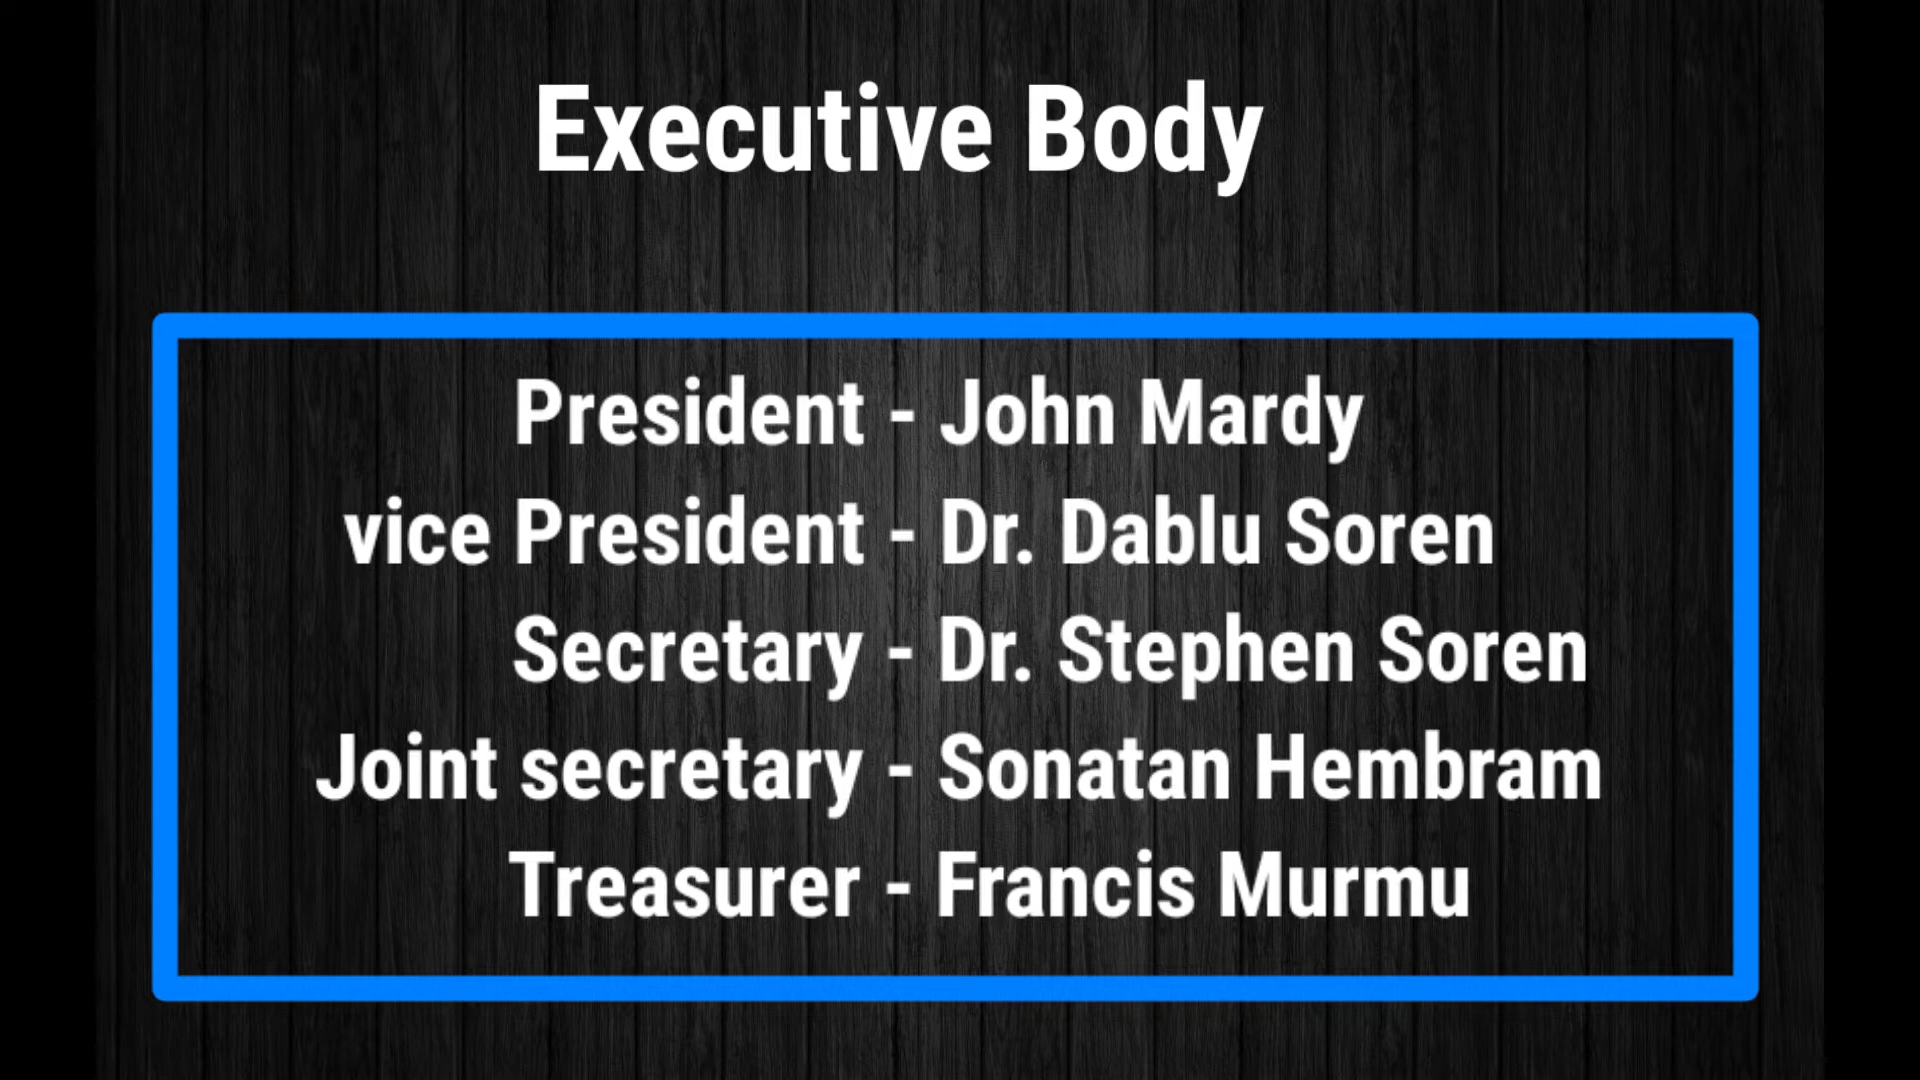 Executive Body
President - John Mardy
vice President - Dr. Dablu Soren
Secretary - Dr. Stephen Soren
Joint secretary - Sonatan Hembram
Treasurer - Francis Murmu